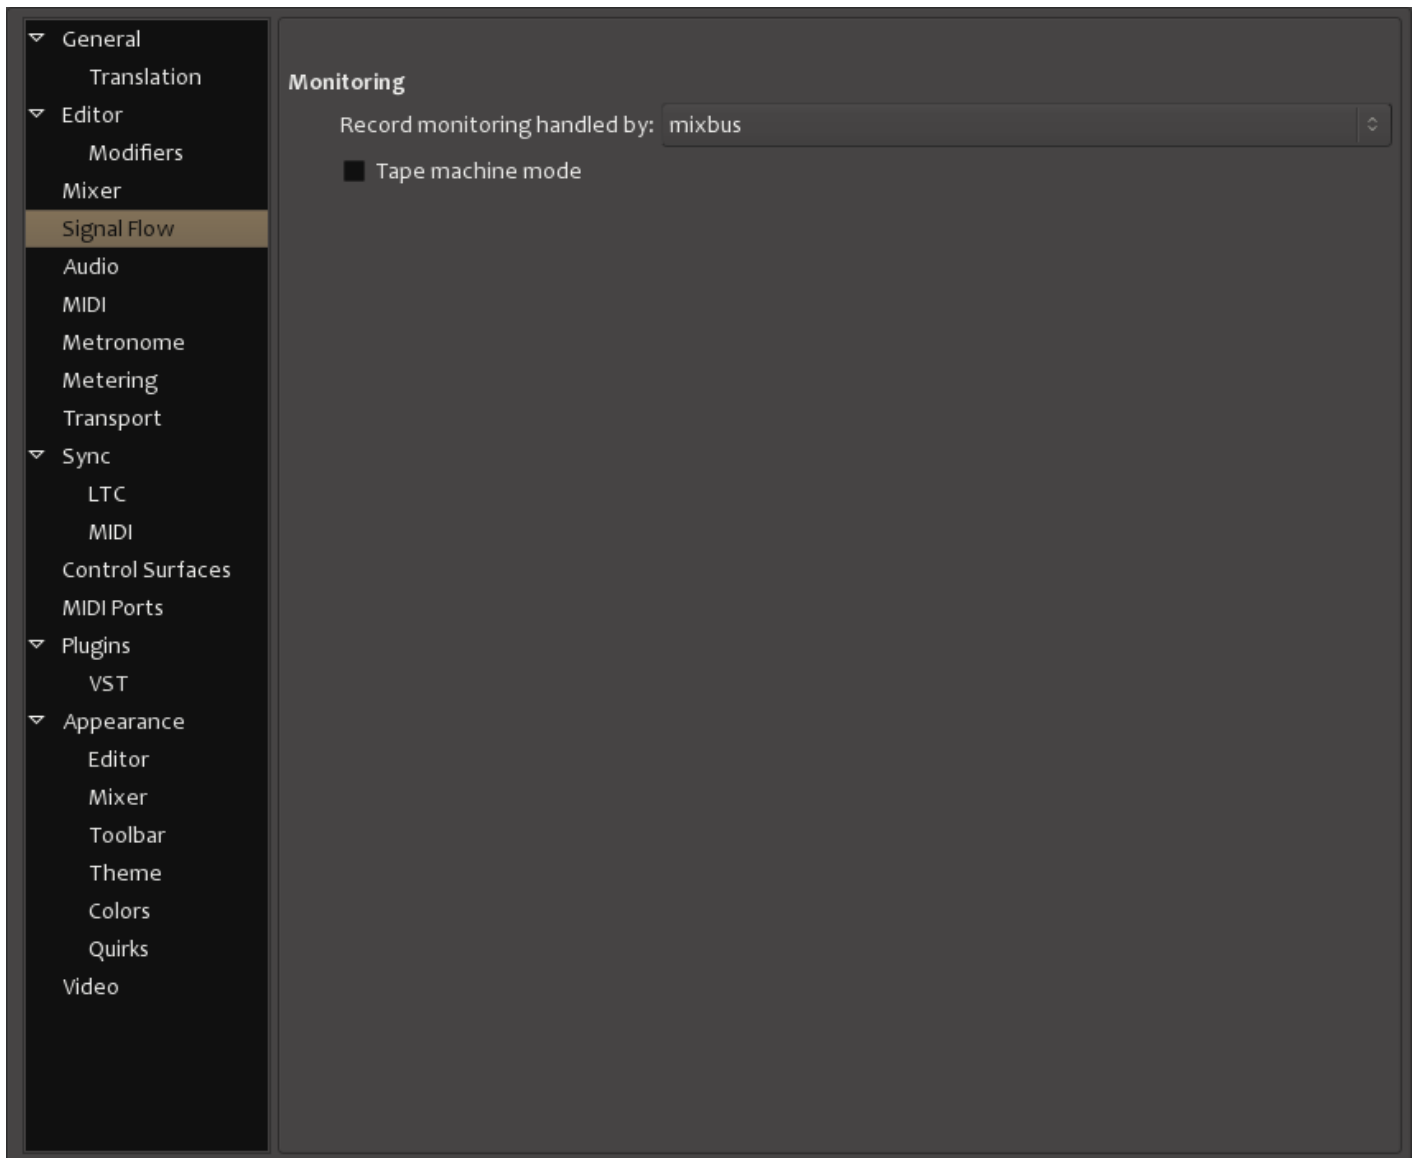 General
Translation
Editor
Modifiers
Mixer
Signal Flow
Audio
MIDI
Metronome
Metering
Transport
Sync
LTC
MIDI
Control Surfaces
MIDI Ports
Plugins
VST
Appearance
Editor
Mixer
Toolbar
Theme
Colors
Quirks
Video
Monitoring
Record monitoring handled by: mixbus
Tape machine mode